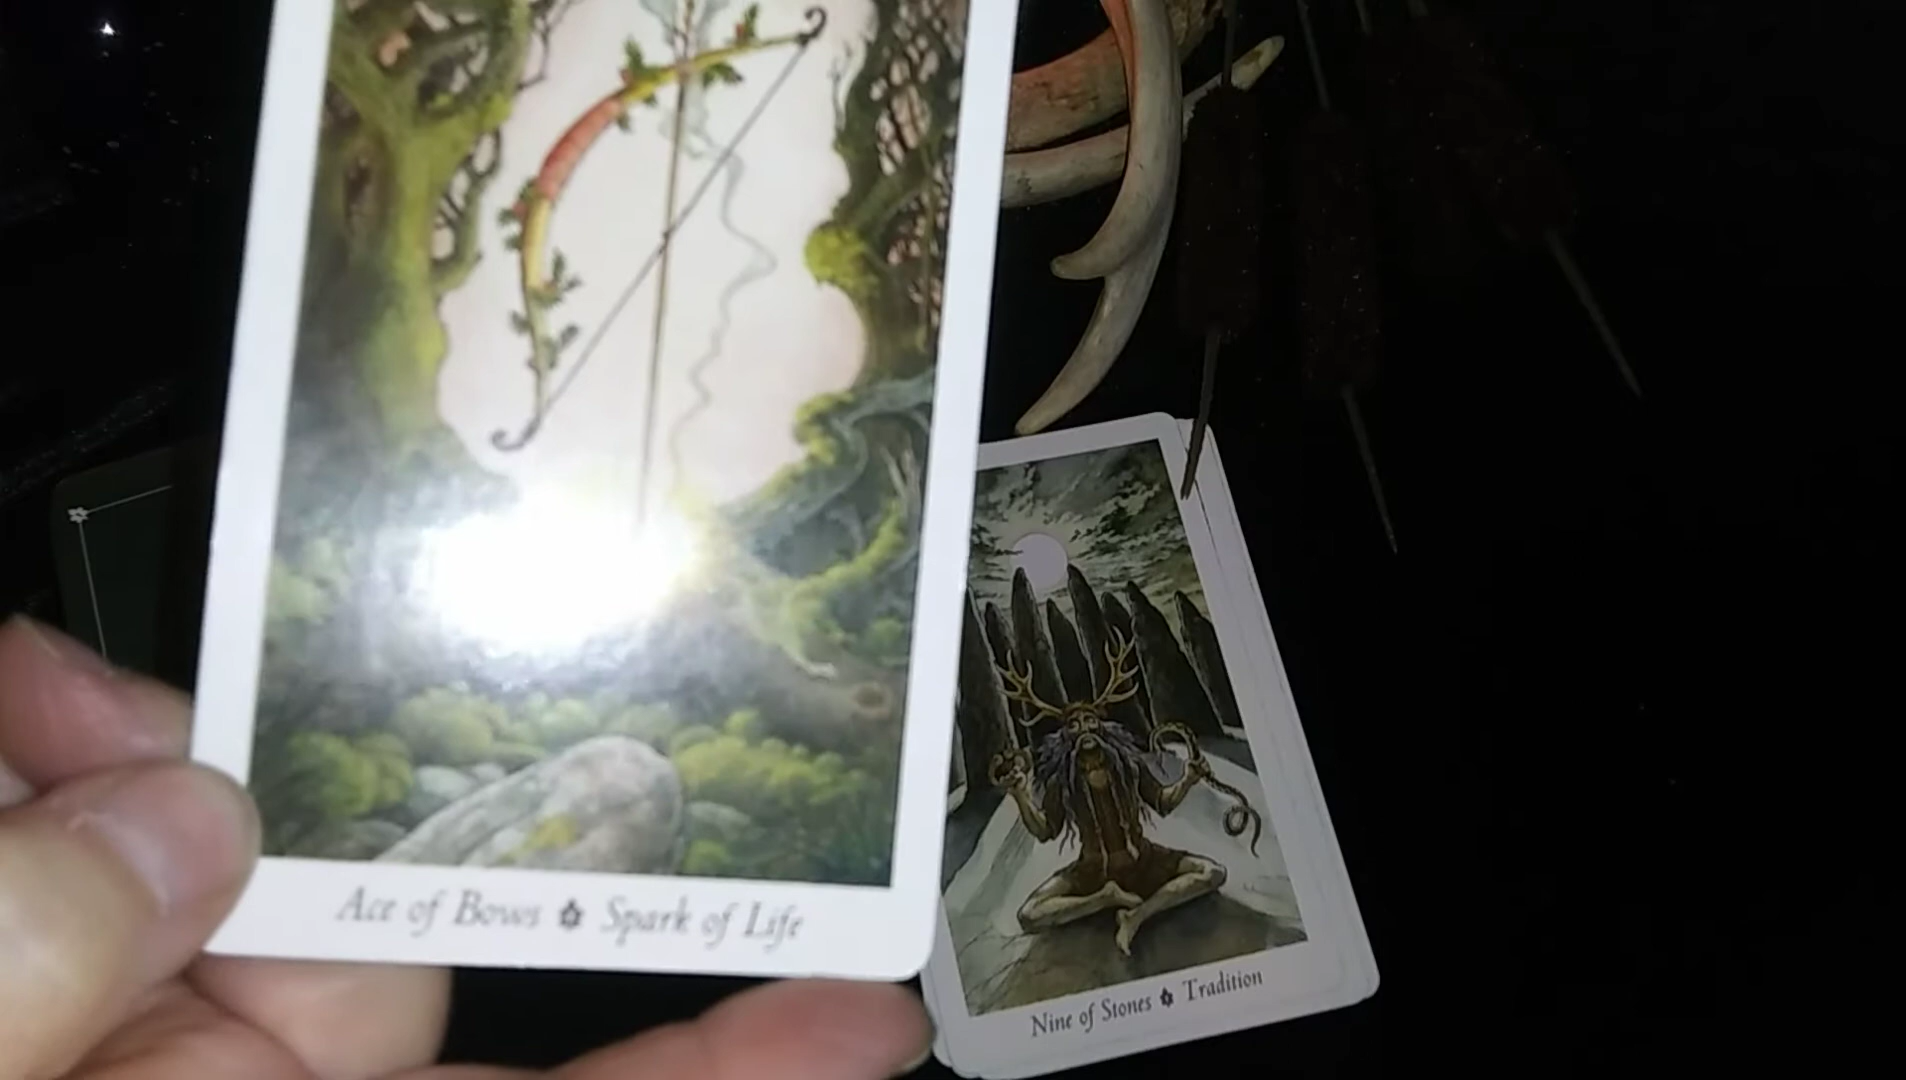 Ace of Bows ✿ Spark of Life
Nine of Stones ✿ Tradition